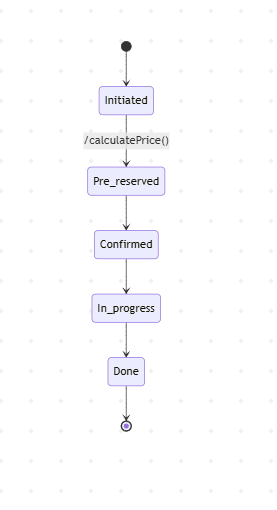 Initiated
/calculatePrice()
Pre_reserved
Confirmed
In_progress
Done